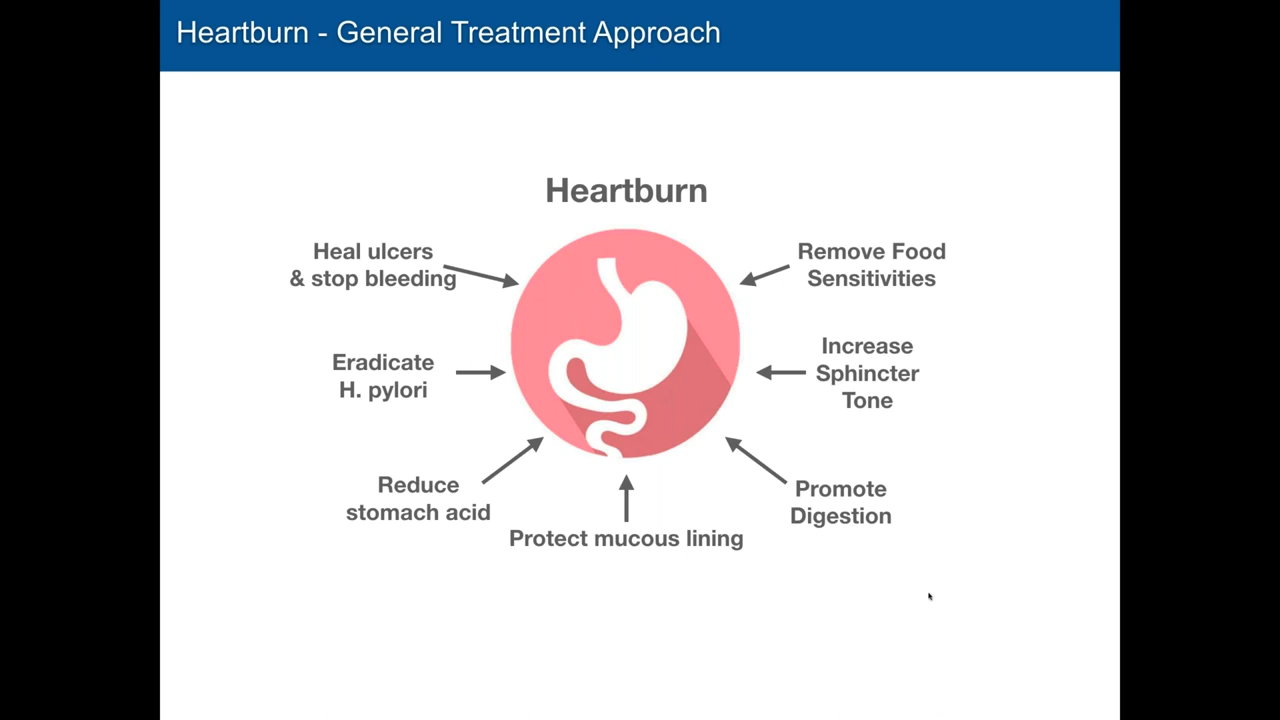 Heartburn - General Treatment Approach
Heartburn
Heal ulcers
& stop bleeding
Remove Food
Sensitivities
Eradicate
H. pylori
Increase
Sphincter
Tone
Reduce
stomach acid
Promote
Digestion
Protect mucous lining